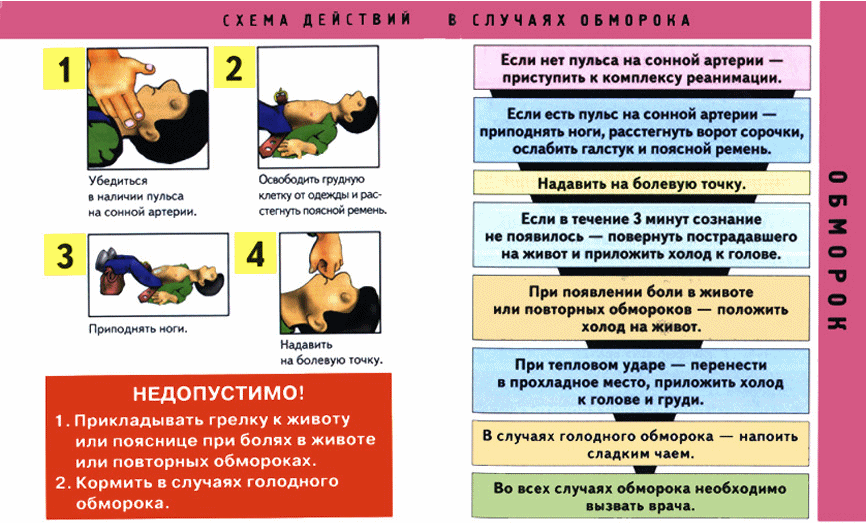 СХЕМА ДЕЙСТВИЙ В СЛУЧАЯХ ОБМОРОКА
1
Убедиться
в наличии пульса
на сонной артерии.
2
Освободить грудную
клетку от одежды и рас-
стегнуть поясной ремень.
3
Приподнять ноги.
4
Надавить
на болевую точку.
НЕДОПУСТИМО!
1. Прикладывать грелку к животу
или пояснице при болях в животе
или повторных обмороках.
2. Кормить в случаях голодного
обморока.
Если нет пульса на сонной артерии —
приступить к комплексу реанимации.
Если есть пульс на сонной артерии —
приподнять ноги, расстегнуть ворот сорочки,
ослабить галстук и поясной ремень.
Надавить на болевую точку.
Если в течение 3 минут сознание
не появилось — повернуть пострадавшего
на живот и приложить холод к голове.
При появлении боли в животе
или повторных обмороков — положить
холод на живот.
При тепловом ударе — перенести
в прохладное место, приложить холод
к голове и груди.
В случаях голодного обморока — напоить
сладким чаем.
Во всех случаях обморока необходимо
вызвать врача.
ОБМОРОК